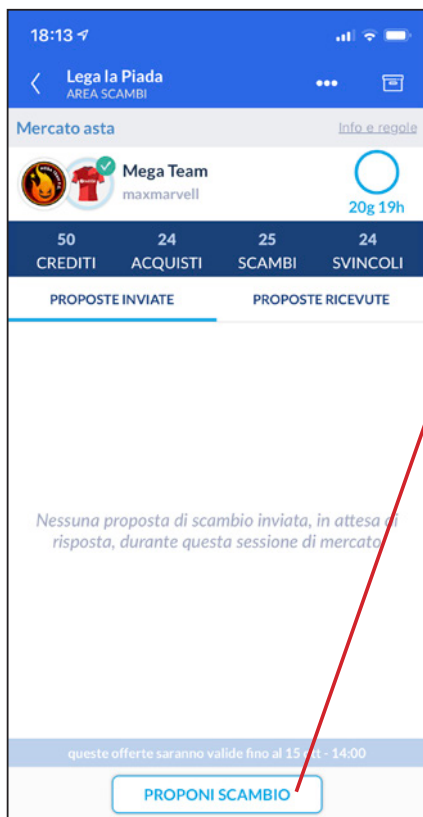 18:13
Lega la Piada
AREA SCAMBI
Mercato asta
Info e regole
Mega Team
maxmarvell
20g 19h
50 24 25 24
CREDITI ACQUISTI SCAMBI SVINCOLI
PROPOSTE INVIATE PROPOSTE RICEVUTE
Nessuna proposta di scambio inviata, in attesa di
risposta, durante questa sessione di mercato
queste offerte saranno valide fino al 15 ott - 14:00
PROPONI SCAMBIO